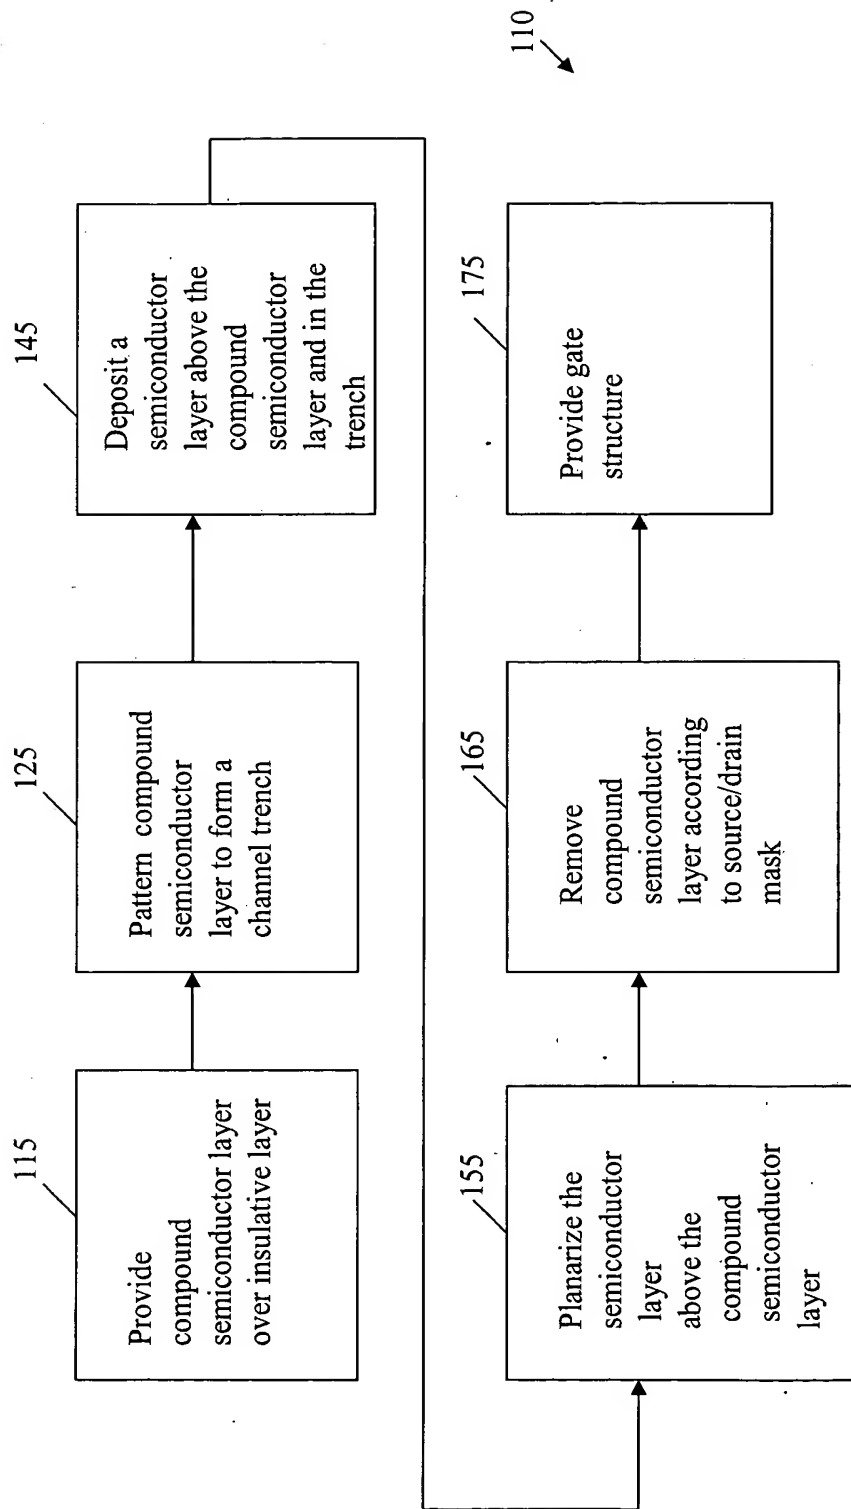 110
115
Provide
compound
semiconductor layer
over insulative layer
125
Pattern compound
semiconductor
layer to form a
channel trench
145
Deposit a
semiconductor
layer above the
compound
semiconductor
layer and in the
trench
155
Planarize the
semiconductor
layer
above the
compound
semiconductor
layer
165
Remove
compound
semiconductor
layer according
to source/drain
mask
175
Provide gate
structure